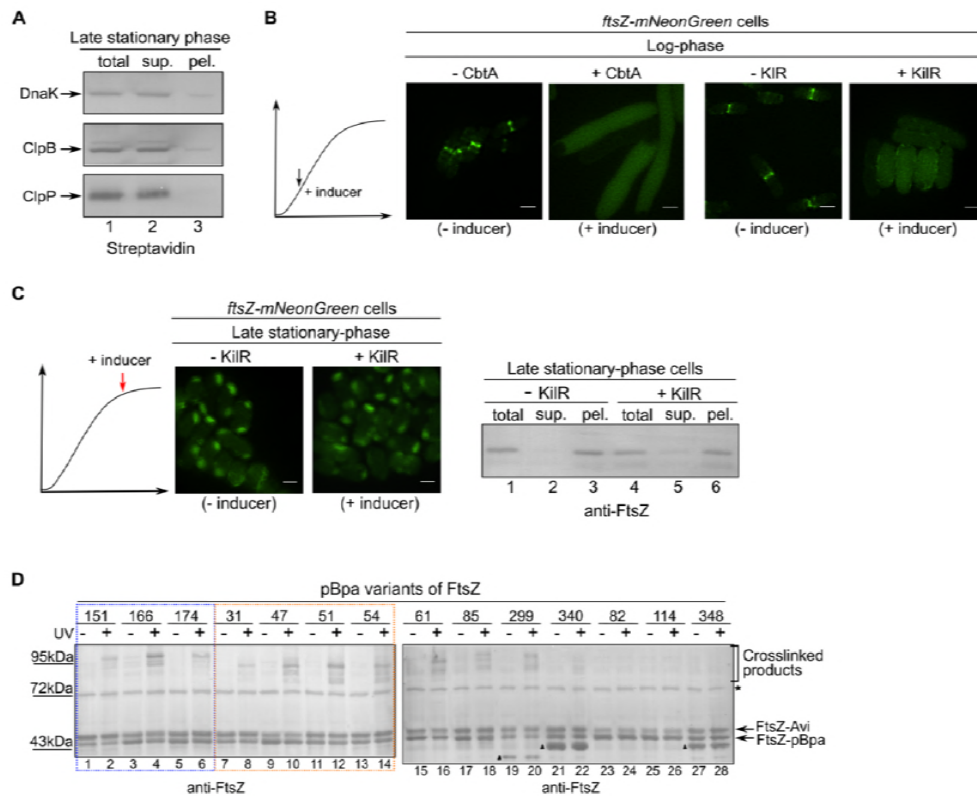 A
Late stationary phase
total sup. pel.
DnaK
ClpB
ClpP
1 2 3
Streptavidin
B
ftsZ-mNeonGreen cells
Log-phase
- CbtA + CbtA - KlR + KilR
+ inducer
(- inducer) (+ inducer) (- inducer) (+ inducer)
C
ftsZ-mNeonGreen cells
Late stationary-phase
- KilR + KilR
+ inducer
(- inducer) (+ inducer)
Late stationary-phase cells
- KilR + KilR
total sup. pel. total sup. pel.
1 2 3 4 5 6
anti-FtsZ
D
pBpa variants of FtsZ
151 166 174 31 47 51 54 61 85 299 340 82 114 348
UV - + - + - + - + - + - + - + - + - + - + - + - + - + - +
95kDa
72kDa
43kDa
Crosslinked
products
*
FtsZ-Avi
FtsZ-pBpa
1 2 3 4 5 6 7 8 9 10 11 12 13 14 15 16 17 18 19 20 21 22 23 24 25 26 27 28
anti-FtsZ anti-FtsZ